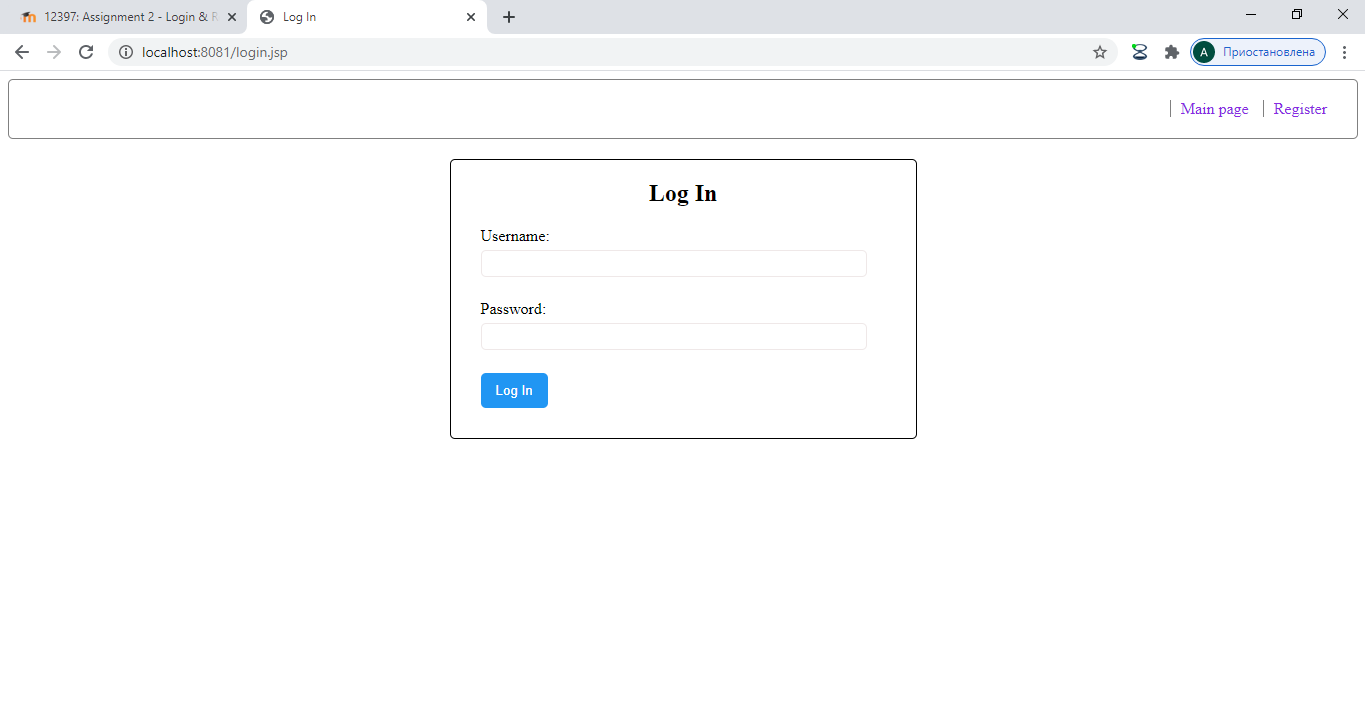 12397: Assignment 2 - Login & R
Log In
localhost:8081/login.jsp
A
Приостановлена
Main page
Register
Log In
Username:
Password:
Log In